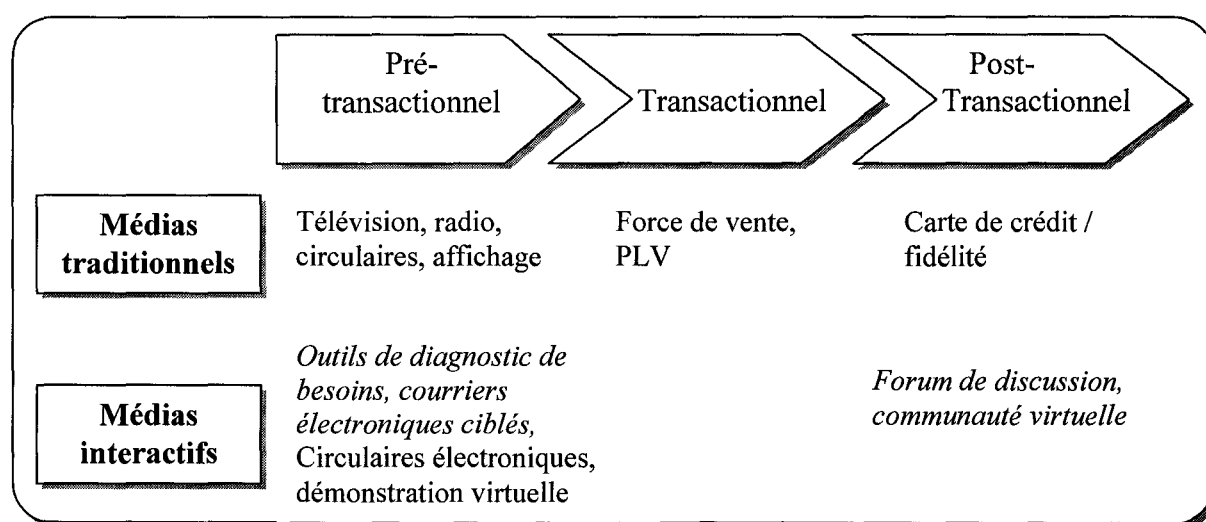 Pré-
transactionnel
Transactionnel
Post-
Transactionnel
Médias
traditionnels
Télévision, radio,
circulaires, affichage
Force de vente,
PLV
Carte de crédit /
fidélité
Médias
interactifs
Outils de diagnostic de
besoins, courriers
électroniques ciblés,
Circulaires électroniques,
démonstration virtuelle
Forum de discussion,
communauté virtuelle